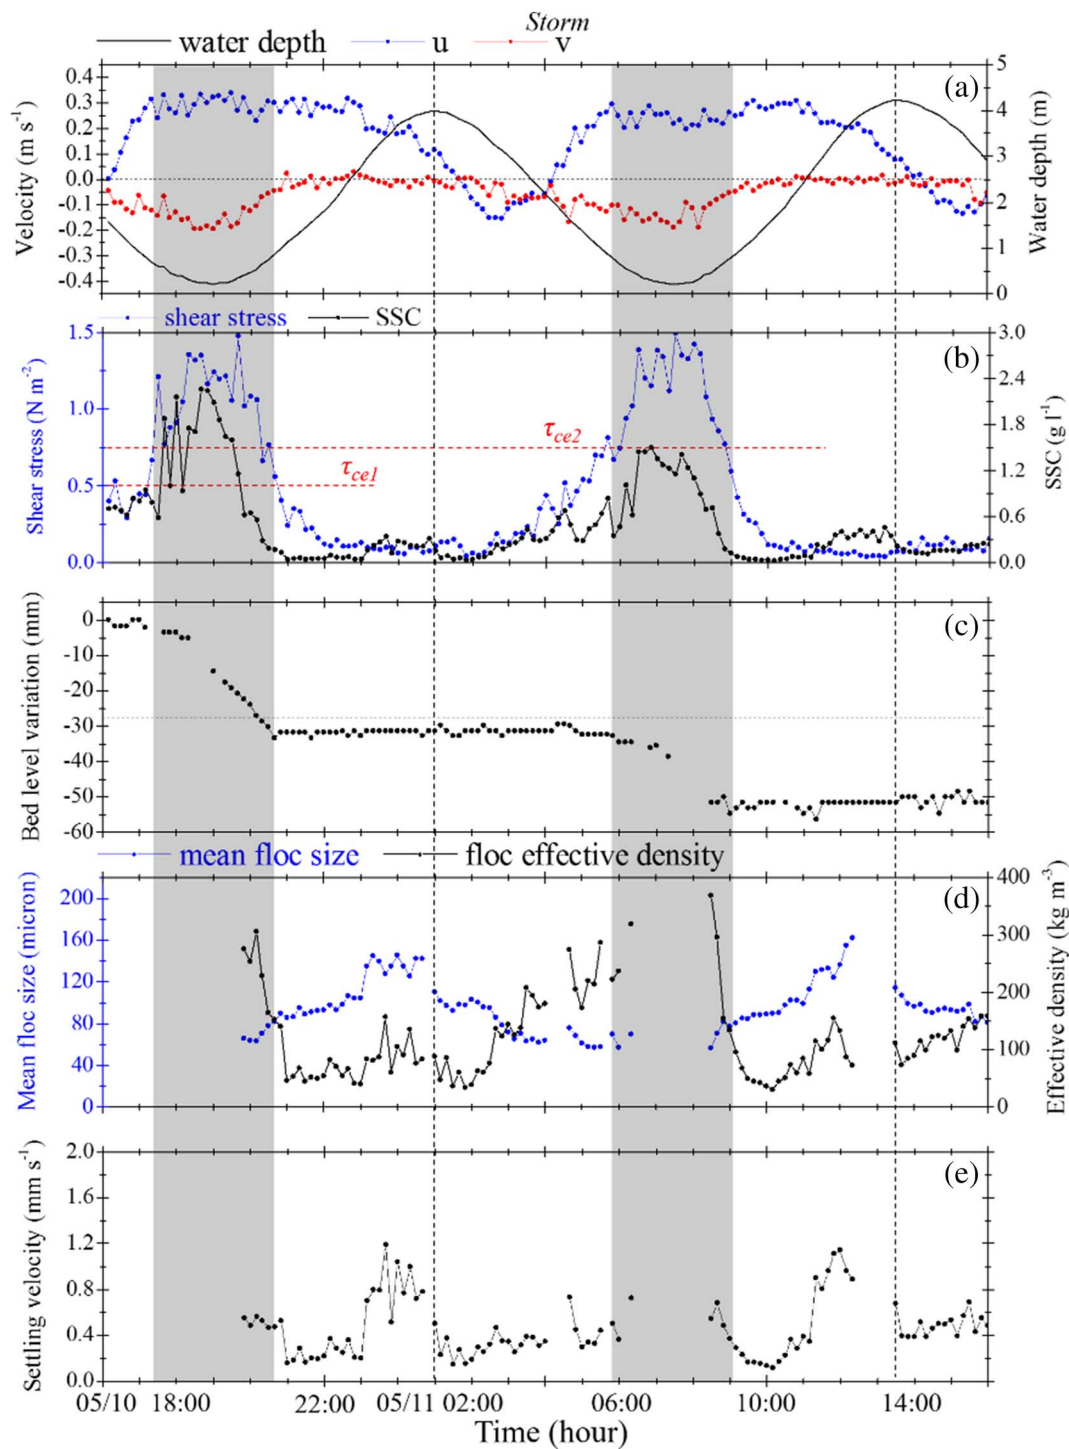 Storm
water depth u v
(a)
Velocity (m s⁻¹)
0.4
0.3
0.2
0.1
0.0
-0.1
-0.2
-0.3
-0.4
Water depth (m)
5
4
3
2
1
0
shear stress SSC
(b)
Shear stress (N m⁻²)
1.5
1.0
0.5
0.0
τce2
τce1
SSC (g l⁻¹)
3.0
2.4
1.8
1.2
0.6
0.0
(c)
Bed level variation (mm)
0
-10
-20
-30
-40
-50
-60
mean floc size floc effective density
(d)
Mean floc size (micron)
200
160
120
80
40
0
Effective density (kg m⁻³)
400
300
200
100
0
(e)
Settling velocity (mm s⁻¹)
2.0
1.6
1.2
0.8
0.4
0.0
05/10 18:00 22:00 05/11 02:00 06:00 10:00 14:00
Time (hour)